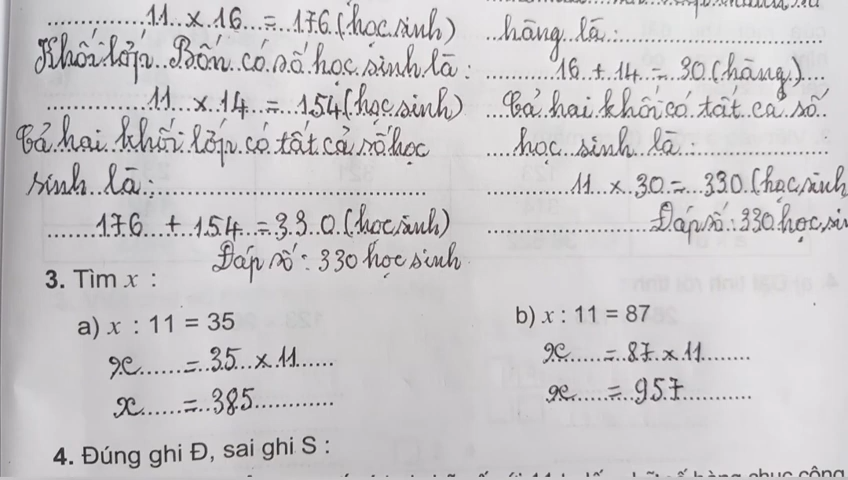 11 x 16 = 176 (học sinh)
Khối lớp Bốn có số học sinh là :
11 x 14 = 154 (học sinh)
Cả hai khối lớp có tất cả số học
sinh là :
176 + 154 = 330 (học sinh)
Đáp số : 330 học sinh
hàng là :
16 + 14 = 30 (hàng)
Cả hai khối có tất cả số
học sinh là :
11 x 30 = 330 (học sinh
Đáp số : 330 học si
3. Tìm x :
a) x : 11 = 35
x = 35 x 11
x = 385
b) x : 11 = 87
x = 87 x 11
x = 957
4. Đúng ghi Đ, sai ghi S :